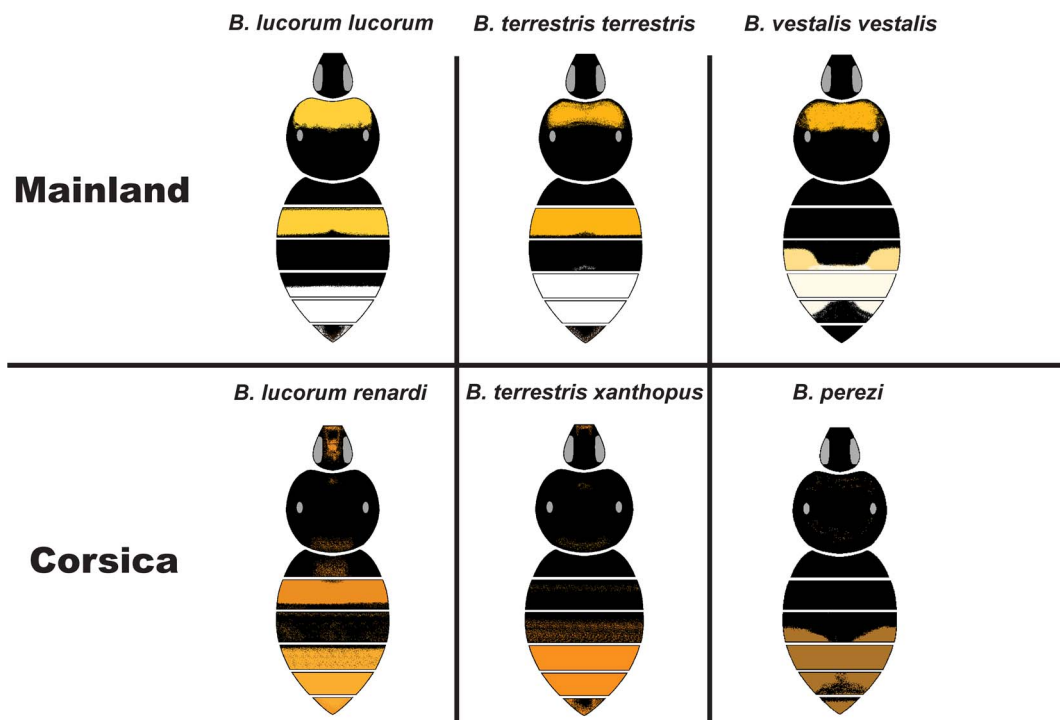 B. lucorum lucorum
B. terrestris terrestris
B. vestalis vestalis
Mainland
B. lucorum renardi
B. terrestris xanthopus
B. perezi
Corsica